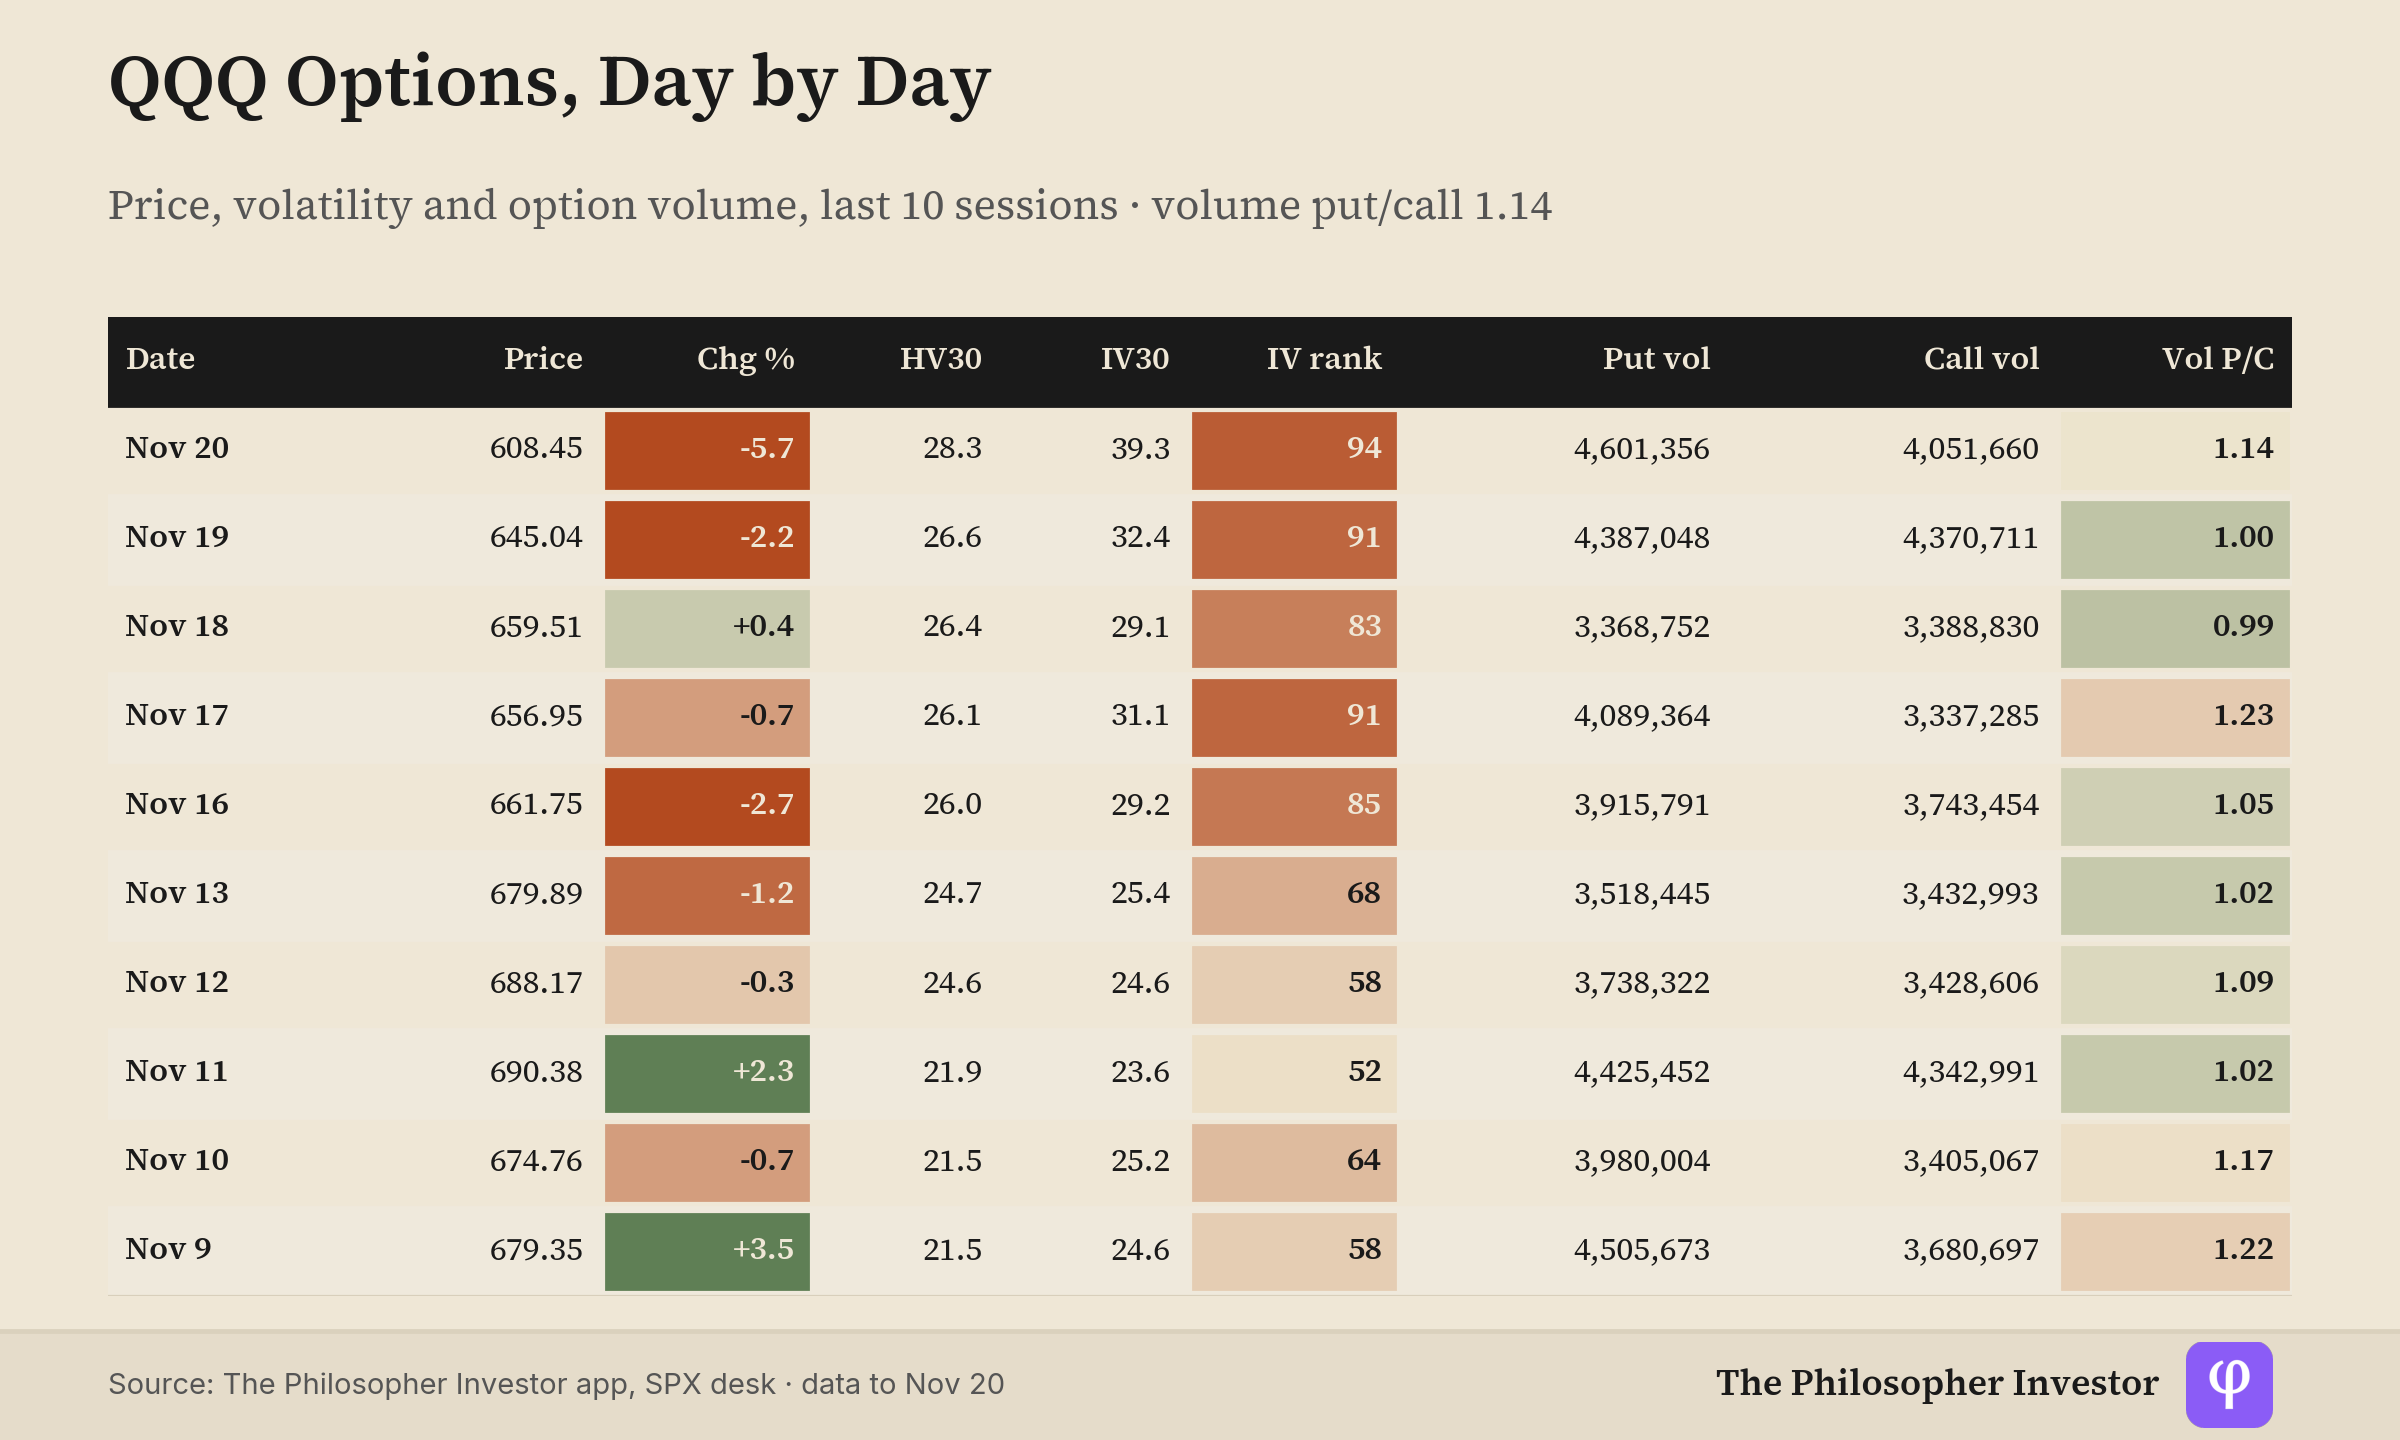 QQQ Options, Day by Day
Price, volatility and option volume, last 10 sessions · volume put/call 1.14
Date Price Chg % HV30 IV30 IV rank Put vol Call vol Vol P/C
Nov 20 608.45 -5.7 28.3 39.3 94 4,601,356 4,051,660 1.14
Nov 19 645.04 -2.2 26.6 32.4 91 4,387,048 4,370,711 1.00
Nov 18 659.51 +0.4 26.4 29.1 83 3,368,752 3,388,830 0.99
Nov 17 656.95 -0.7 26.1 31.1 91 4,089,364 3,337,285 1.23
Nov 16 661.75 -2.7 26.0 29.2 85 3,915,791 3,743,454 1.05
Nov 13 679.89 -1.2 24.7 25.4 68 3,518,445 3,432,993 1.02
Nov 12 688.17 -0.3 24.6 24.6 58 3,738,322 3,428,606 1.09
Nov 11 690.38 +2.3 21.9 23.6 52 4,425,452 4,342,991 1.02
Nov 10 674.76 -0.7 21.5 25.2 64 3,980,004 3,405,067 1.17
Nov 9 679.35 +3.5 21.5 24.6 58 4,505,673 3,680,697 1.22
Source: The Philosopher Investor app, SPX desk · data to Nov 20
The Philosopher Investor φ